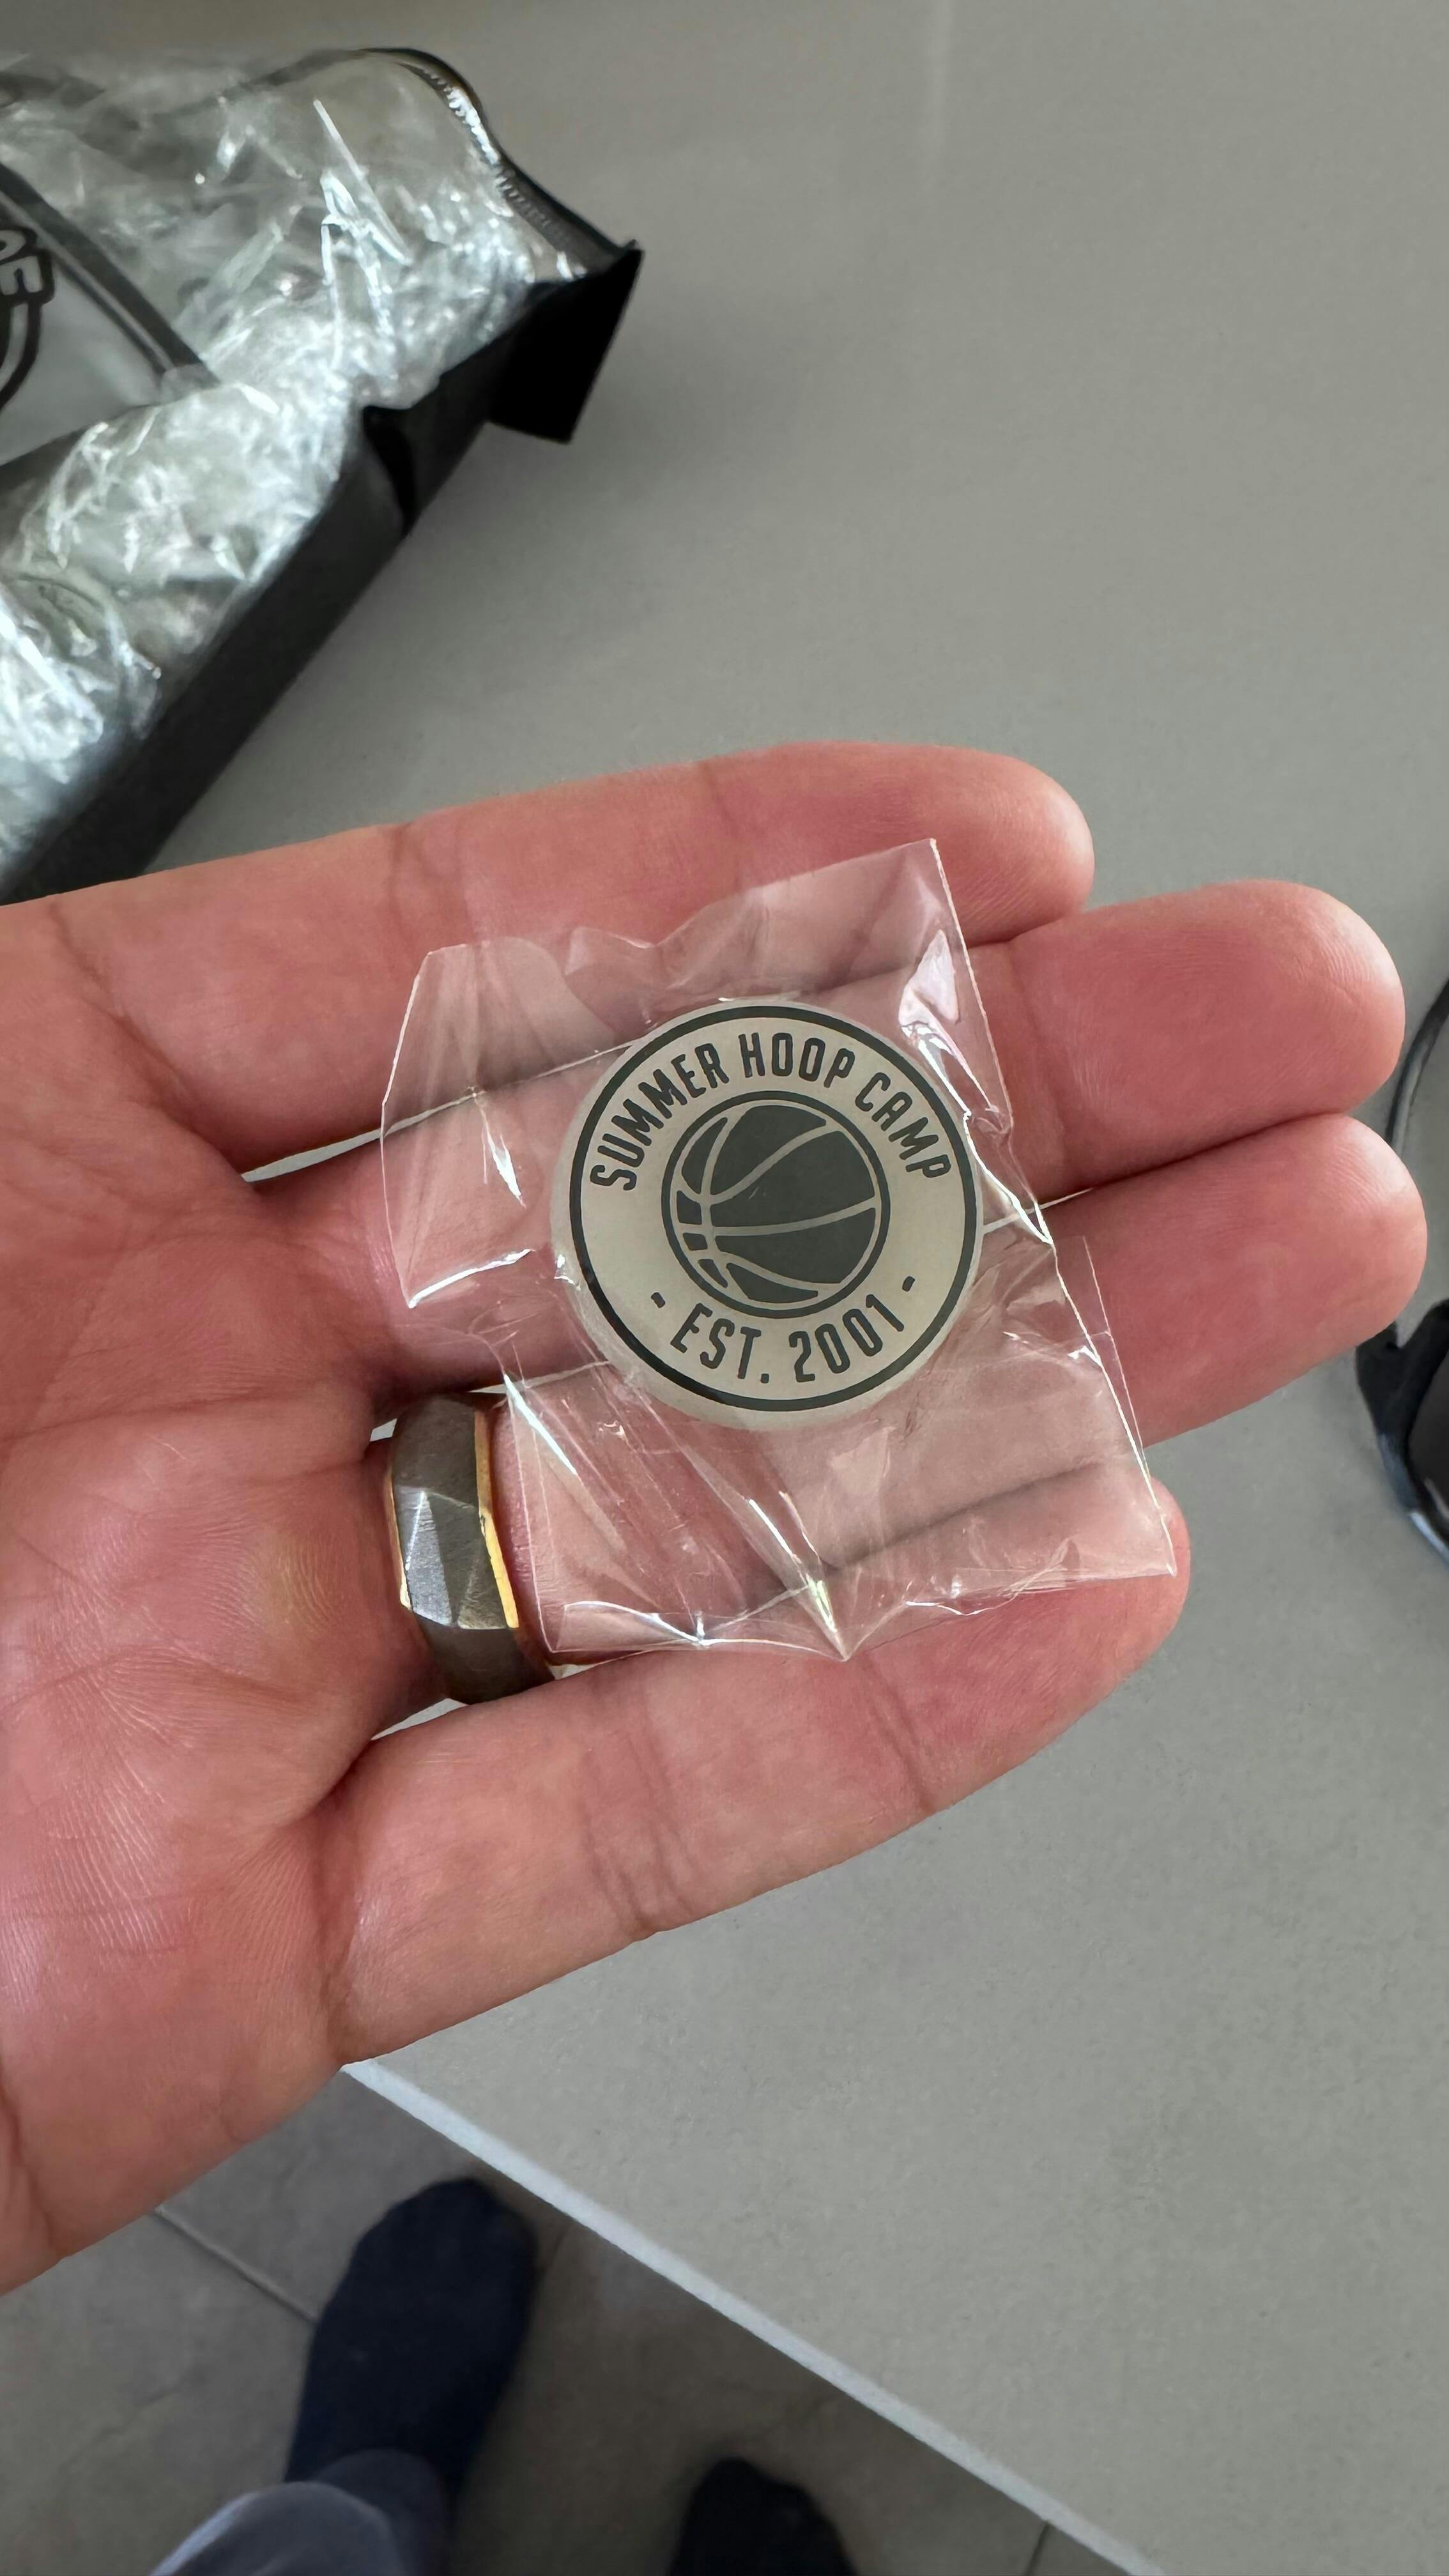 SUMMER HOOP CAMP
- EST. 2001 -